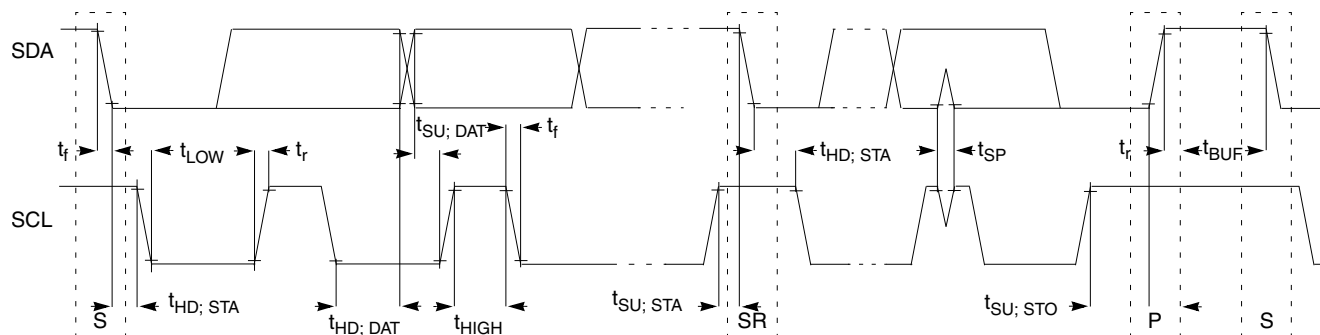 SDA
t_f
t_LOW
t_r
t_SU; DAT
t_f
t_HD; STA
t_SP
t_r
t_BUF
SCL
S
t_HD; STA
t_HD; DAT
t_HIGH
t_SU; STA
SR
t_SU; STO
P
S